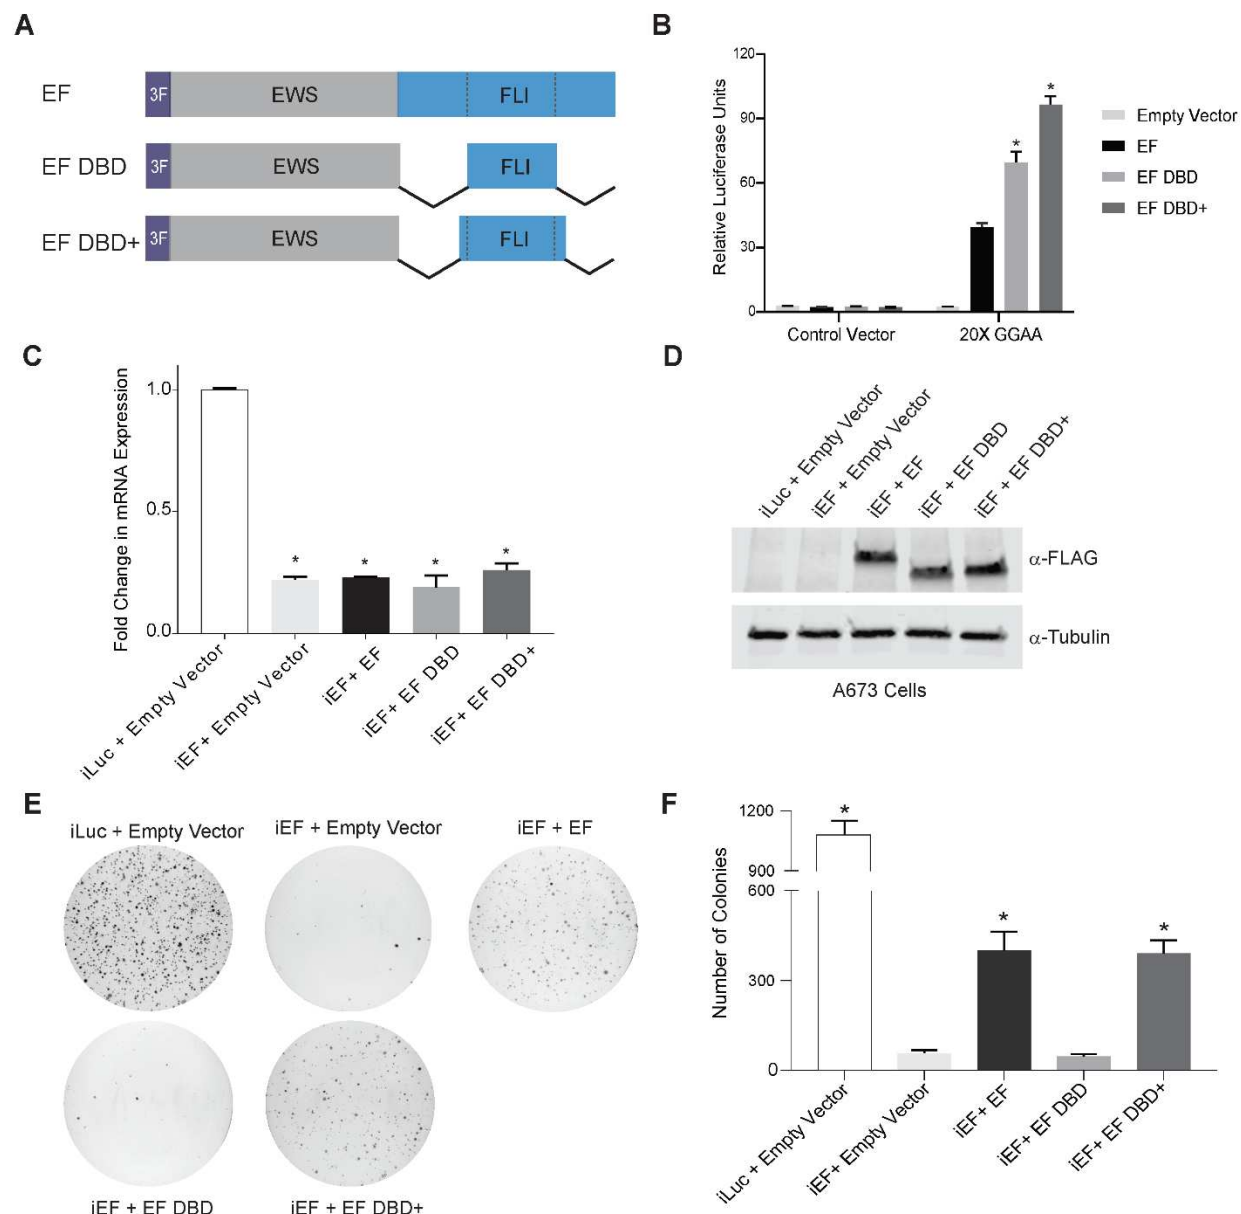 A
EF
3F
EWS
FLI
EF DBD
3F
EWS
FLI
EF DBD+
3F
EWS
FLI
B
Relative Luciferase Units
120
90
60
30
0
*
*
Control Vector
20X GGAA
Empty Vector
EF
EF DBD
EF DBD+
C
Fold Change in mRNA Expression
1.0
0.5
0.0
*
*
*
*
iLuc + Empty Vector
iEF+ Empty Vector
iEF+ EF
iEF+ EF DBD
iEF+ EF DBD+
D
iLuc + Empty Vector
iEF + Empty Vector
iEF + EF
iEF + EF DBD
iEF + EF DBD+
α-FLAG
α-Tubulin
A673 Cells
E
iLuc + Empty Vector
iEF + Empty Vector
iEF + EF
iEF + EF DBD
iEF + EF DBD+
F
Number of Colonies
1200
900
600
300
0
*
*
*
iLuc + Empty Vector
iEF+ Empty Vector
iEF+ EF
iEF+ EF DBD
iEF+ EF DBD+